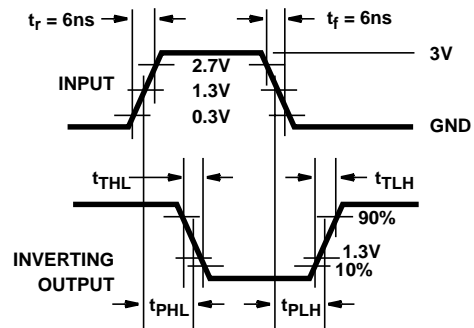 tr = 6ns
tf = 6ns
3V
2.7V
INPUT
1.3V
0.3V
GND
tTHL
tTLH
90%
INVERTING
OUTPUT
1.3V
10%
tPHL
tPLH